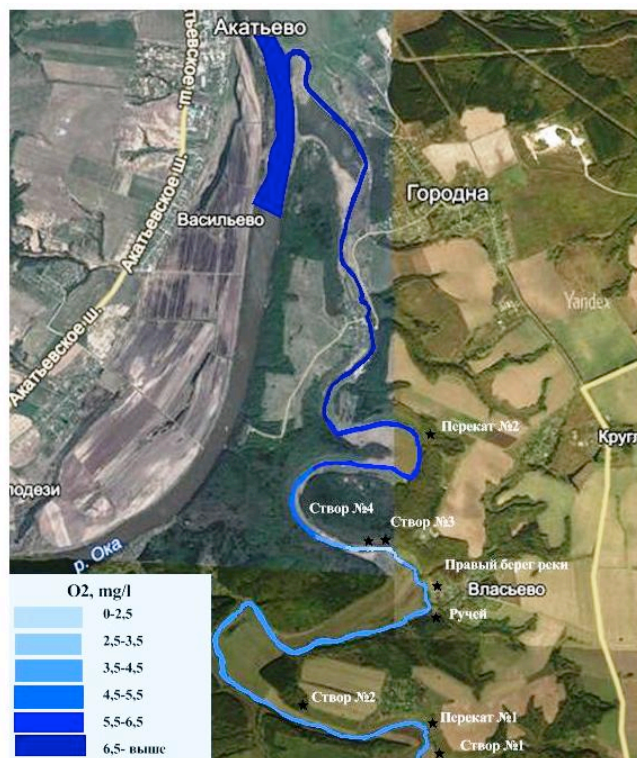 Акатьево
Акатьевское ш.
Акатьевское ш.
Акатьевское ш.
Городна
Васильево
Yandex
Перекат №2
Кругл
лодези
Створ №4
Створ №3
р. Ока
Правый берег рски
Власьево
Ручей
O2, mg/l
0-2,5
2,5-3,5
3,5-4,5
4,5-5,5
5,5-6,5
6,5- выше
Створ №2
Перекат №1
Створ №1